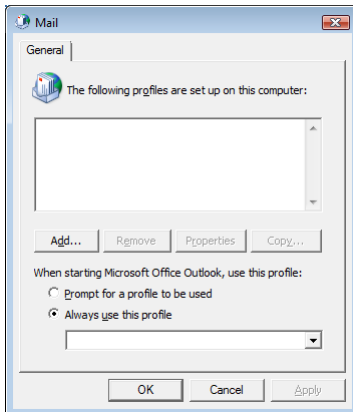 Mail
General
The following profiles are set up on this computer:
Add... Remove Properties Copy...
When starting Microsoft Office Outlook, use this profile:
Prompt for a profile to be used
Always use this profile
OK Cancel Apply